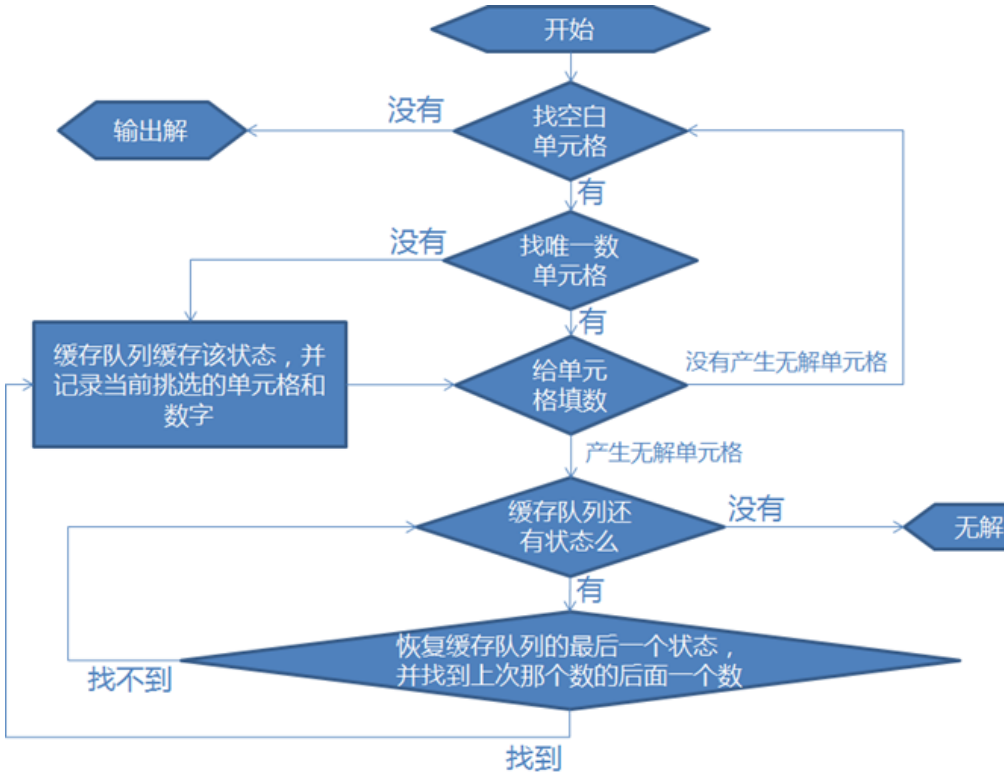 开始
没有
找空白
单元格
输出解
有
没有
找唯一数
单元格
有
缓存队列缓存该状态，并
记录当前挑选的单元格和
数字
给单元
格填数
没有产生无解单元格
产生无解单元格
缓存队列还
有状态么
没有
无解
有
恢复缓存队列的最后一个状态，
并找到上次那个数的后面一个数
找不到
找到